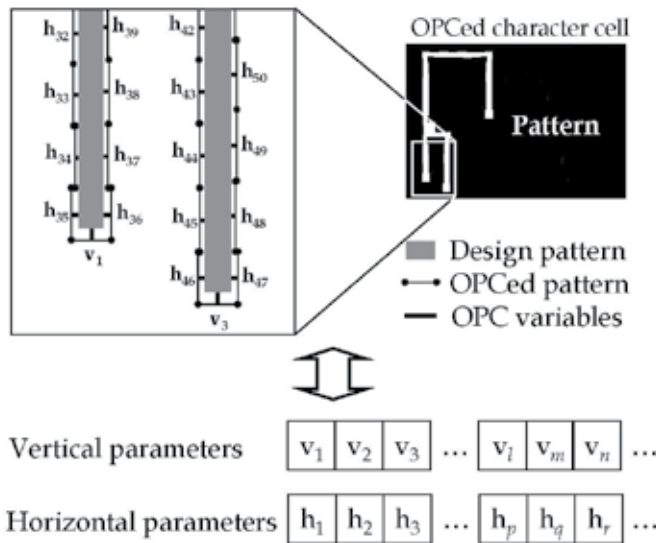 OPCed character cell
h₃₂ h₃₉ h₄₂
h₅₀
h₃₃ h₃₈ h₄₃
Pattern
h₃₄ h₃₇ h₄₄ h₄₉
h₃₅ h₃₆ h₄₅ h₄₈
v₁
h₄₆ h₄₇
v₃
Design pattern
OPCed pattern
OPC variables
Vertical parameters v₁ v₂ v₃ ... vₗ vₘ vₙ ...
Horizontal parameters h₁ h₂ h₃ ... hₚ h_q hᵣ ...